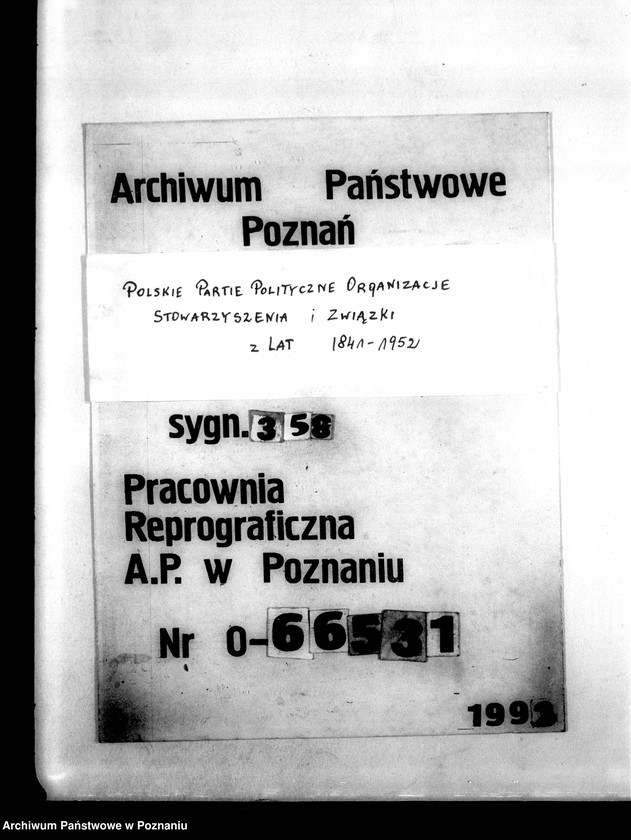 Archiwum Państwowe
Poznań
POLSKIE PARTIE POLITYCZNE ORGANIZACJE
STOWARZYSZENIA i ZWIĄZKI
z LAT 1841-1952
sygn. 358
Pracownia
Reprograficzna
A.P. w Poznaniu
Nr 0-66531
1993
Archiwum Państwowe w Poznaniu